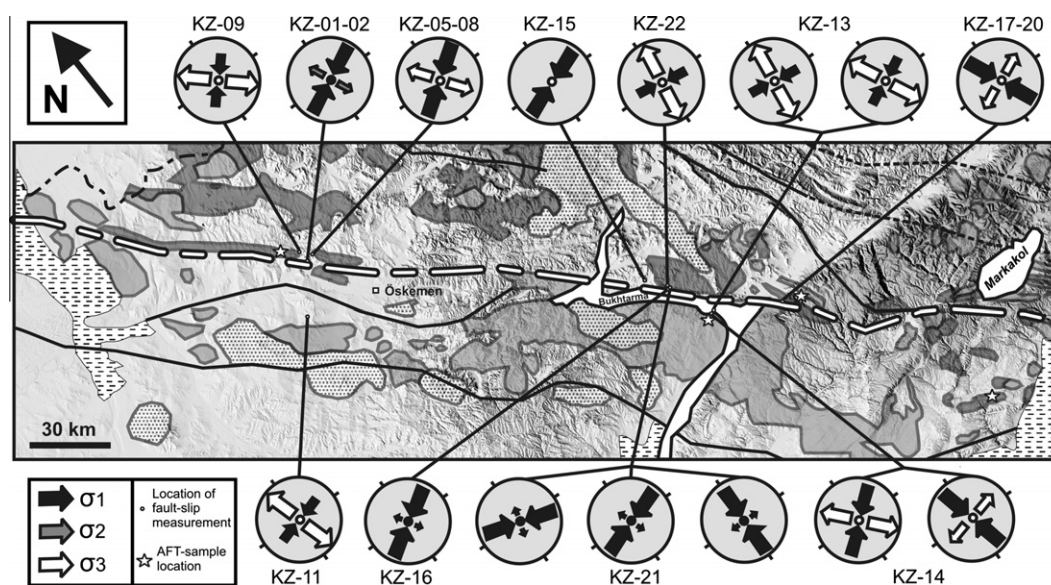 KZ-09
KZ-01-02
KZ-05-08
KZ-15
KZ-22
KZ-13
KZ-17-20
N
Markakol
Öskemen
Bukhtarma
30 km
σ1
σ2
σ3
Location of
fault-slip
measurement
AFT-sample
location
KZ-11
KZ-16
KZ-21
KZ-14